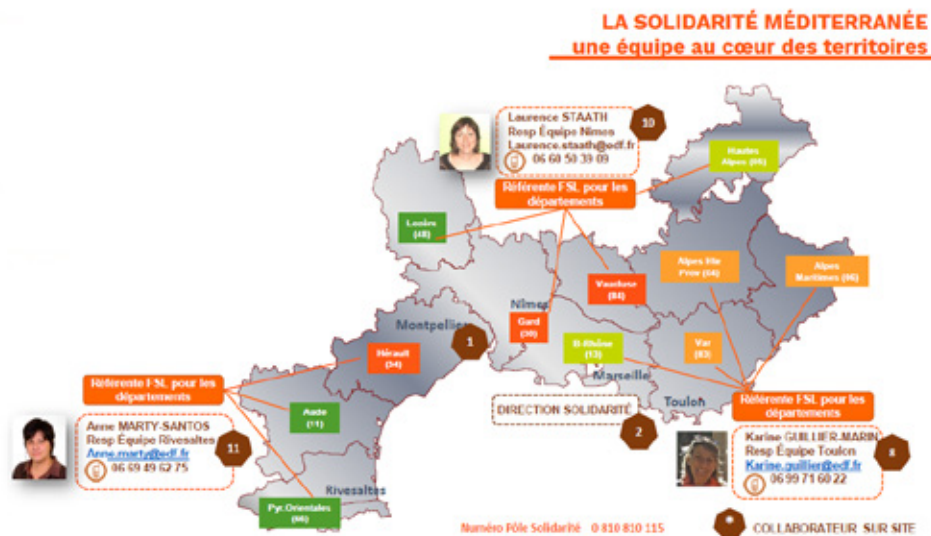 LA SOLIDARITÉ MÉDITERRANÉE
une équipe au cœur des territoires
Laurence STAATH
Resp Équipe Nîmes
Laurence.staath@edf.fr
06 60 50 39 09
10
Référente FSL pour les
départements
Hautes
Alpes
Lozère
(48)
Alpes Hte
Prov
Alpes
Maritimes
Vaucluse
(84)
Nîmes
Gard
(30)
Montpellier
1
Hérault
(34)
B-Rhône
(13)
Var
(83)
Marseille
Toulon
Référente FSL pour les
départements
Aude
(11)
DIRECTION SOLIDARITÉ
2
Référente FSL pour les
départements
Anne MARTY-SANTOS
Resp Équipe Rivesaltes
Anne.marty@edf.fr
06 69 49 62 75
11
Karine GUILLIER-MARIN
Resp Équipe Toulon
Karine.guillier@edf.fr
06 99 71 60 22
8
Rivesaltes
Pyr.Orientales
(66)
Numéro Pôle Solidarité 0 810 810 115
COLLABORATEUR SUR SITE